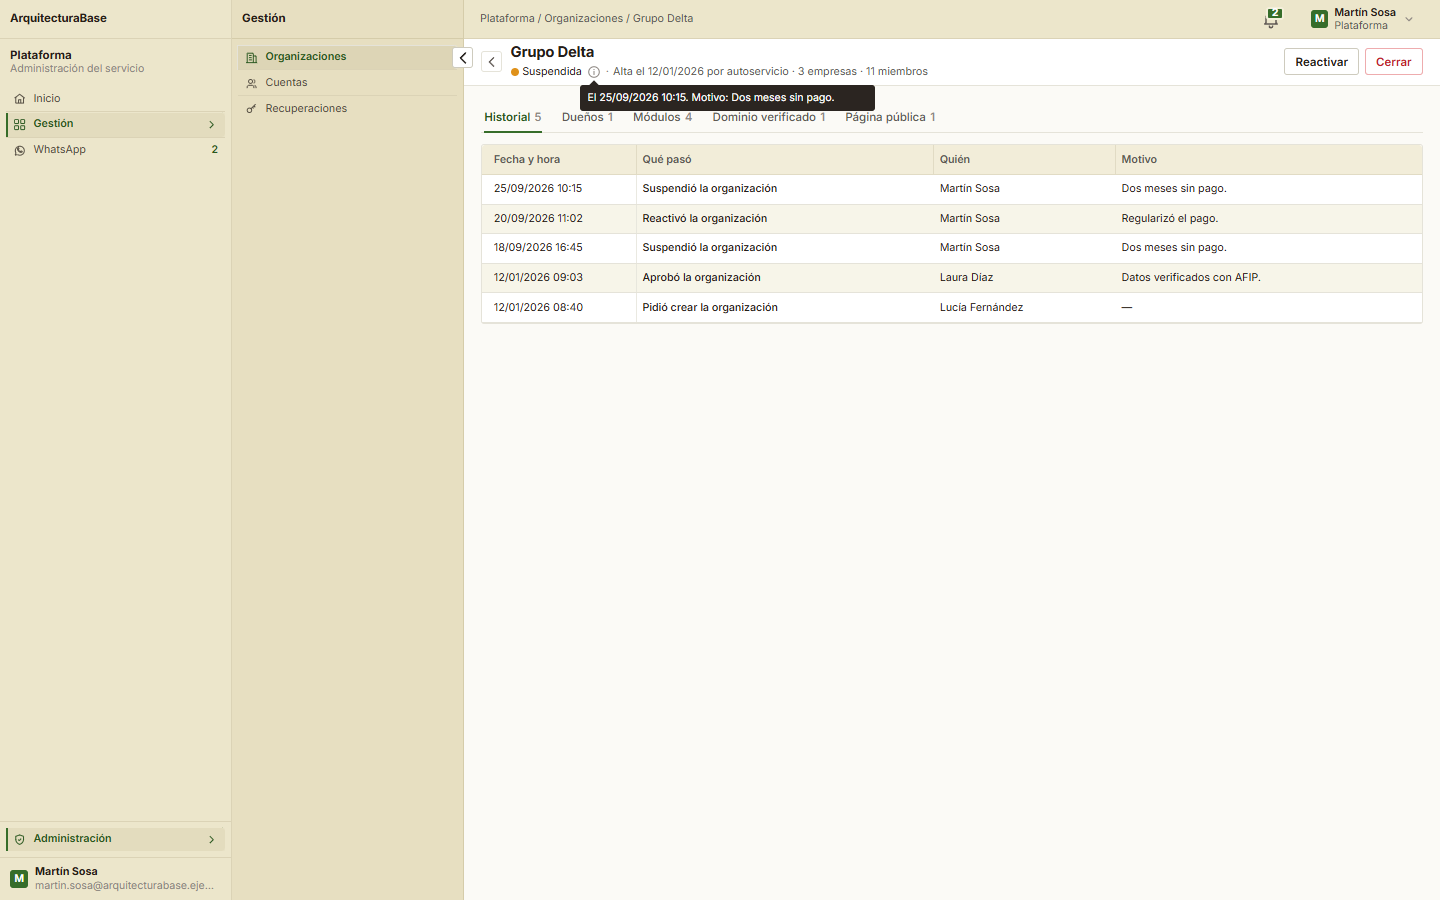 ArquitecturaBase
Gestión
Plataforma / Organizaciones / Grupo Delta
2
M
Martín Sosa
Plataforma
Plataforma
Administración del servicio
Inicio
Gestión
WhatsApp 2
Organizaciones
Cuentas
Recuperaciones
Grupo Delta
Suspendida · Alta el 12/01/2026 por autoservicio · 3 empresas · 11 miembros
Reactivar
Cerrar
El 25/09/2026 10:15. Motivo: Dos meses sin pago.
Historial 5 Dueños 1 Módulos 4 Dominio verificado 1 Página pública 1
Fecha y hora Qué pasó Quién Motivo
25/09/2026 10:15 Suspendió la organización Martín Sosa Dos meses sin pago.
20/09/2026 11:02 Reactivó la organización Martín Sosa Regularizó el pago.
18/09/2026 16:45 Suspendió la organización Martín Sosa Dos meses sin pago.
12/01/2026 09:03 Aprobó la organización Laura Díaz Datos verificados con AFIP.
12/01/2026 08:40 Pidió crear la organización Lucía Fernández —
Administración
M
Martín Sosa
martin.sosa@arquitecturabase.eje...